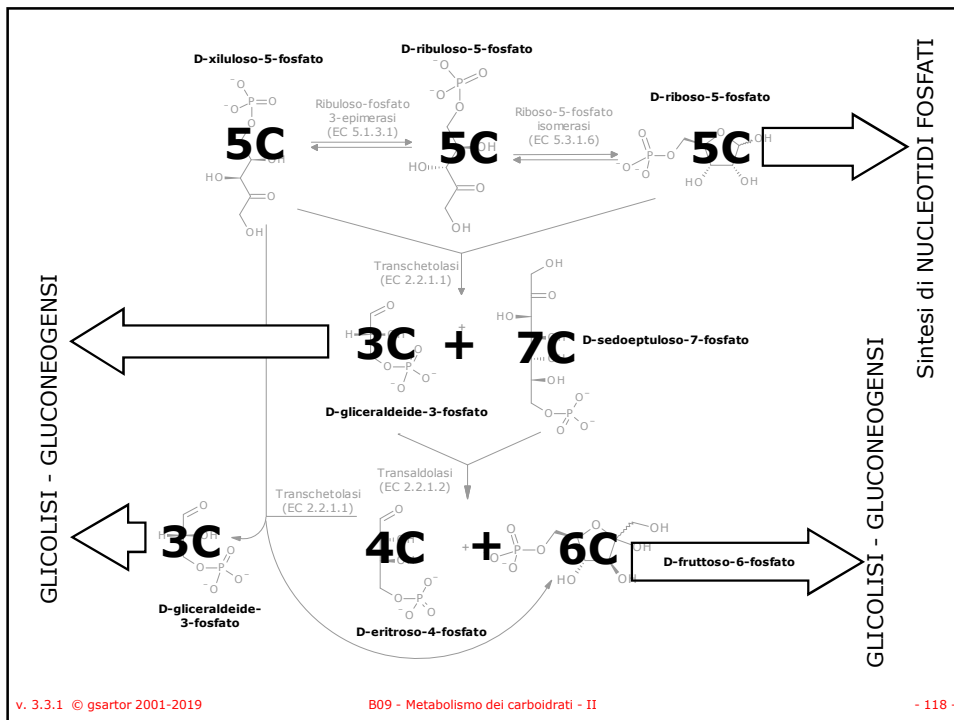 D-xiluloso-5-fosfato
D-ribuloso-5-fosfato
D-riboso-5-fosfato
Ribuloso-fosfato
3-epimerasi
(EC 5.1.3.1)
Riboso-5-fosfato
isomerasi
(EC 5.3.1.6)
5C
5C
5C
Sintesi di NUCLEOTIDI FOSFATI
Transchetolasi
(EC 2.2.1.1)
3C + 7C
D-sedoeptuloso-7-fosfato
D-gliceraldeide-3-fosfato
GLICOLISI - GLUCONEOGENSI
Transaldolasi
(EC 2.2.1.2)
Transchetolasi
(EC 2.2.1.1)
3C
4C + 6C
D-fruttoso-6-fosfato
D-gliceraldeide-
3-fosfato
D-eritroso-4-fosfato
GLICOLISI - GLUCONEOGENSI
v. 3.3.1 © gsartor 2001-2019
B09 - Metabolismo dei carboidrati - II
- 118 -